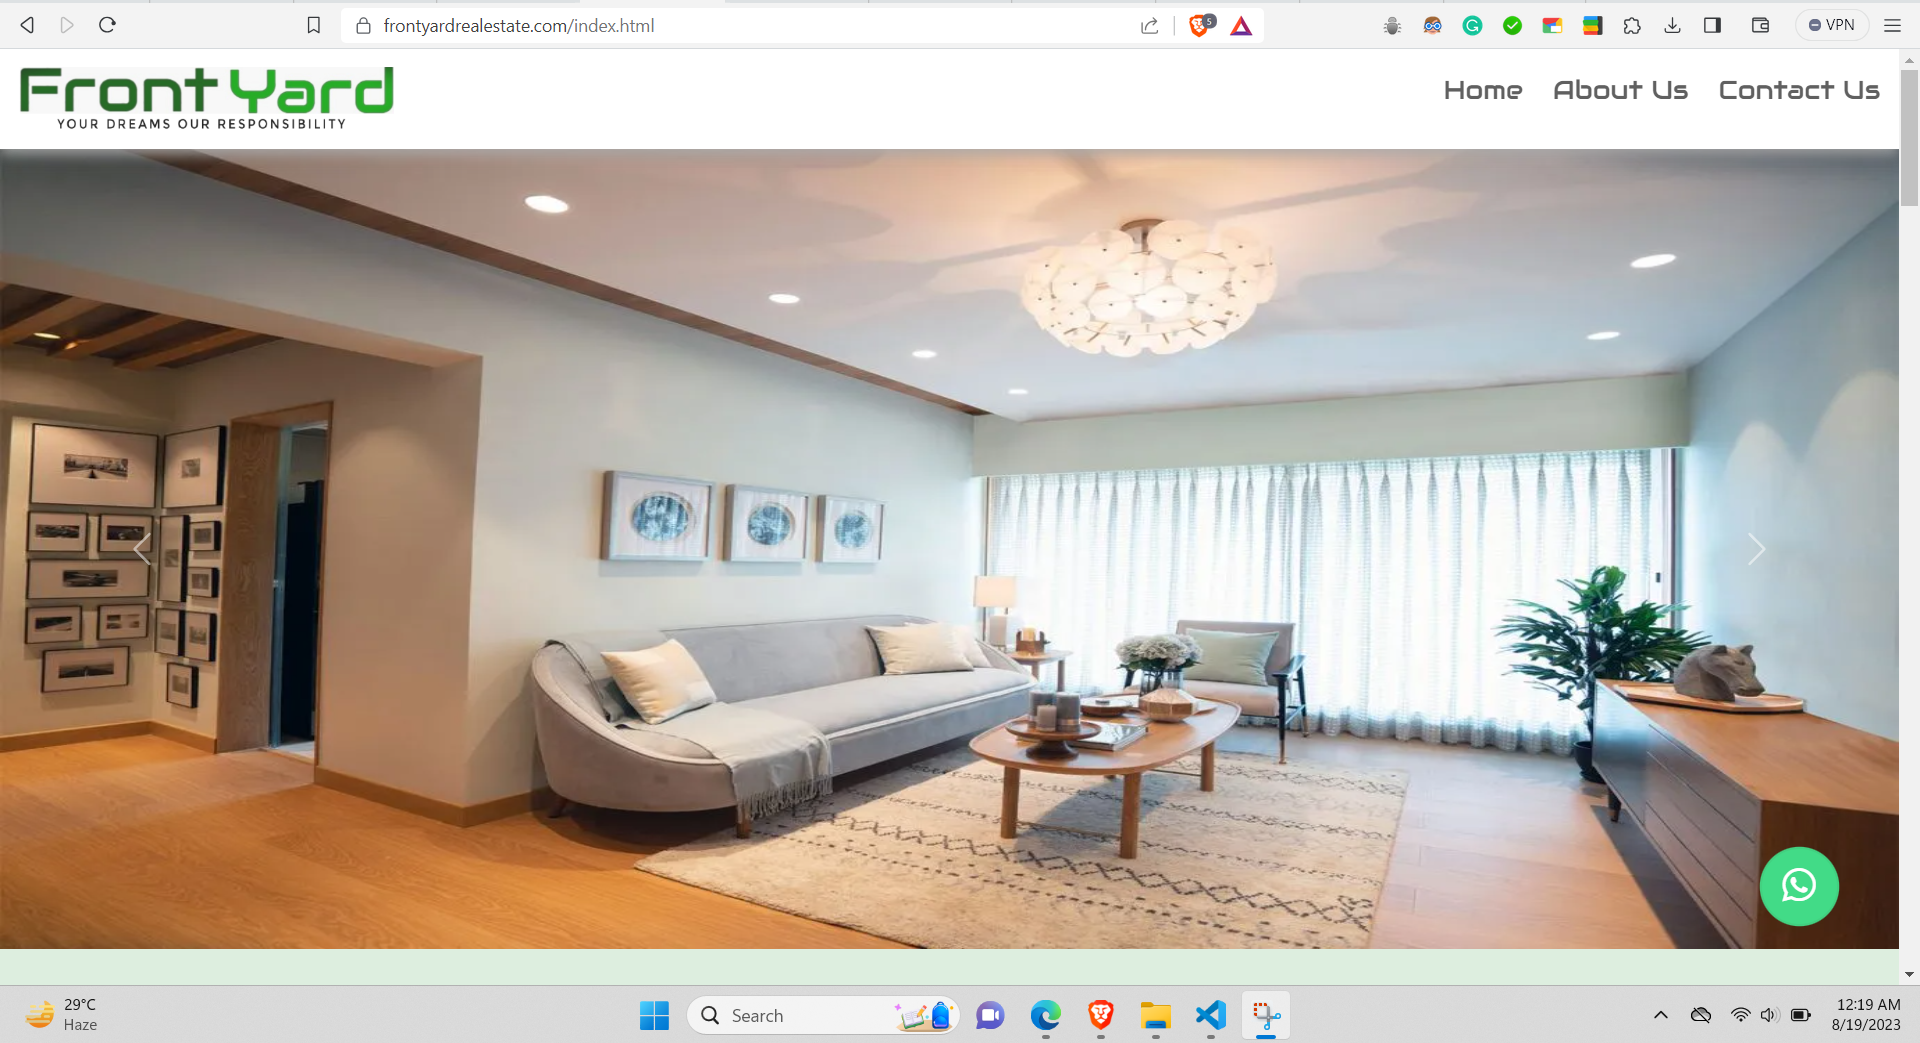 frontyardrealestate.com/index.html
5
VPN
Front Yard
YOUR DREAMS OUR RESPONSIBILITY
Home About Us Contact Us
29°C
Haze
Search
12:19 AM
8/19/2023